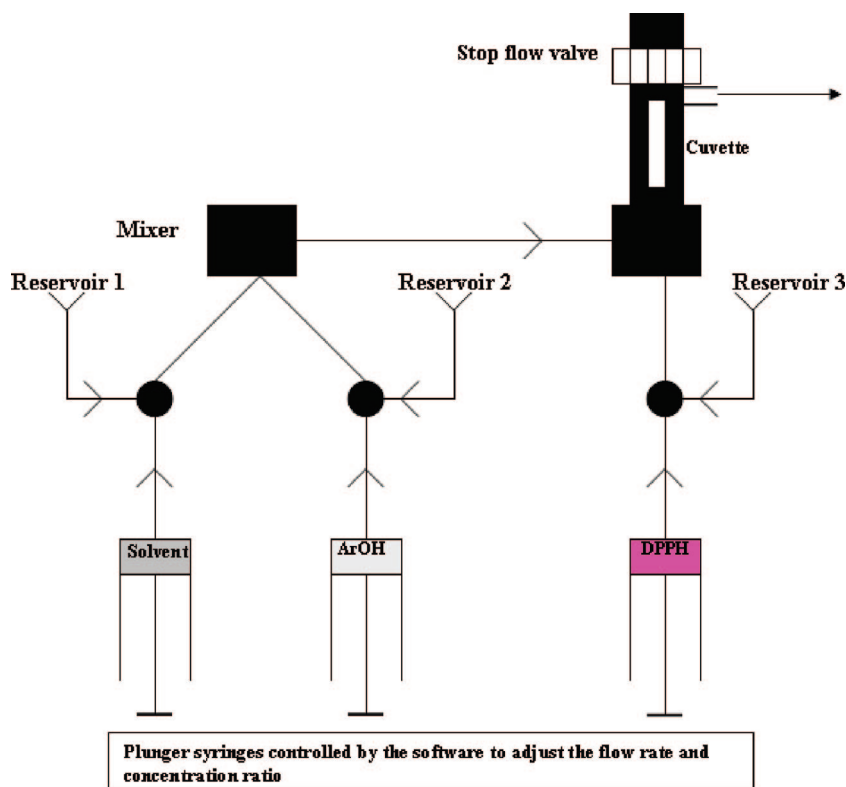 Stop flow valve
Cuvette
Mixer
Reservoir 1
Reservoir 2
Reservoir 3
Solvent
ArOH
DPPH
Plunger syringes controlled by the software to adjust the flow rate and
concentration ratio